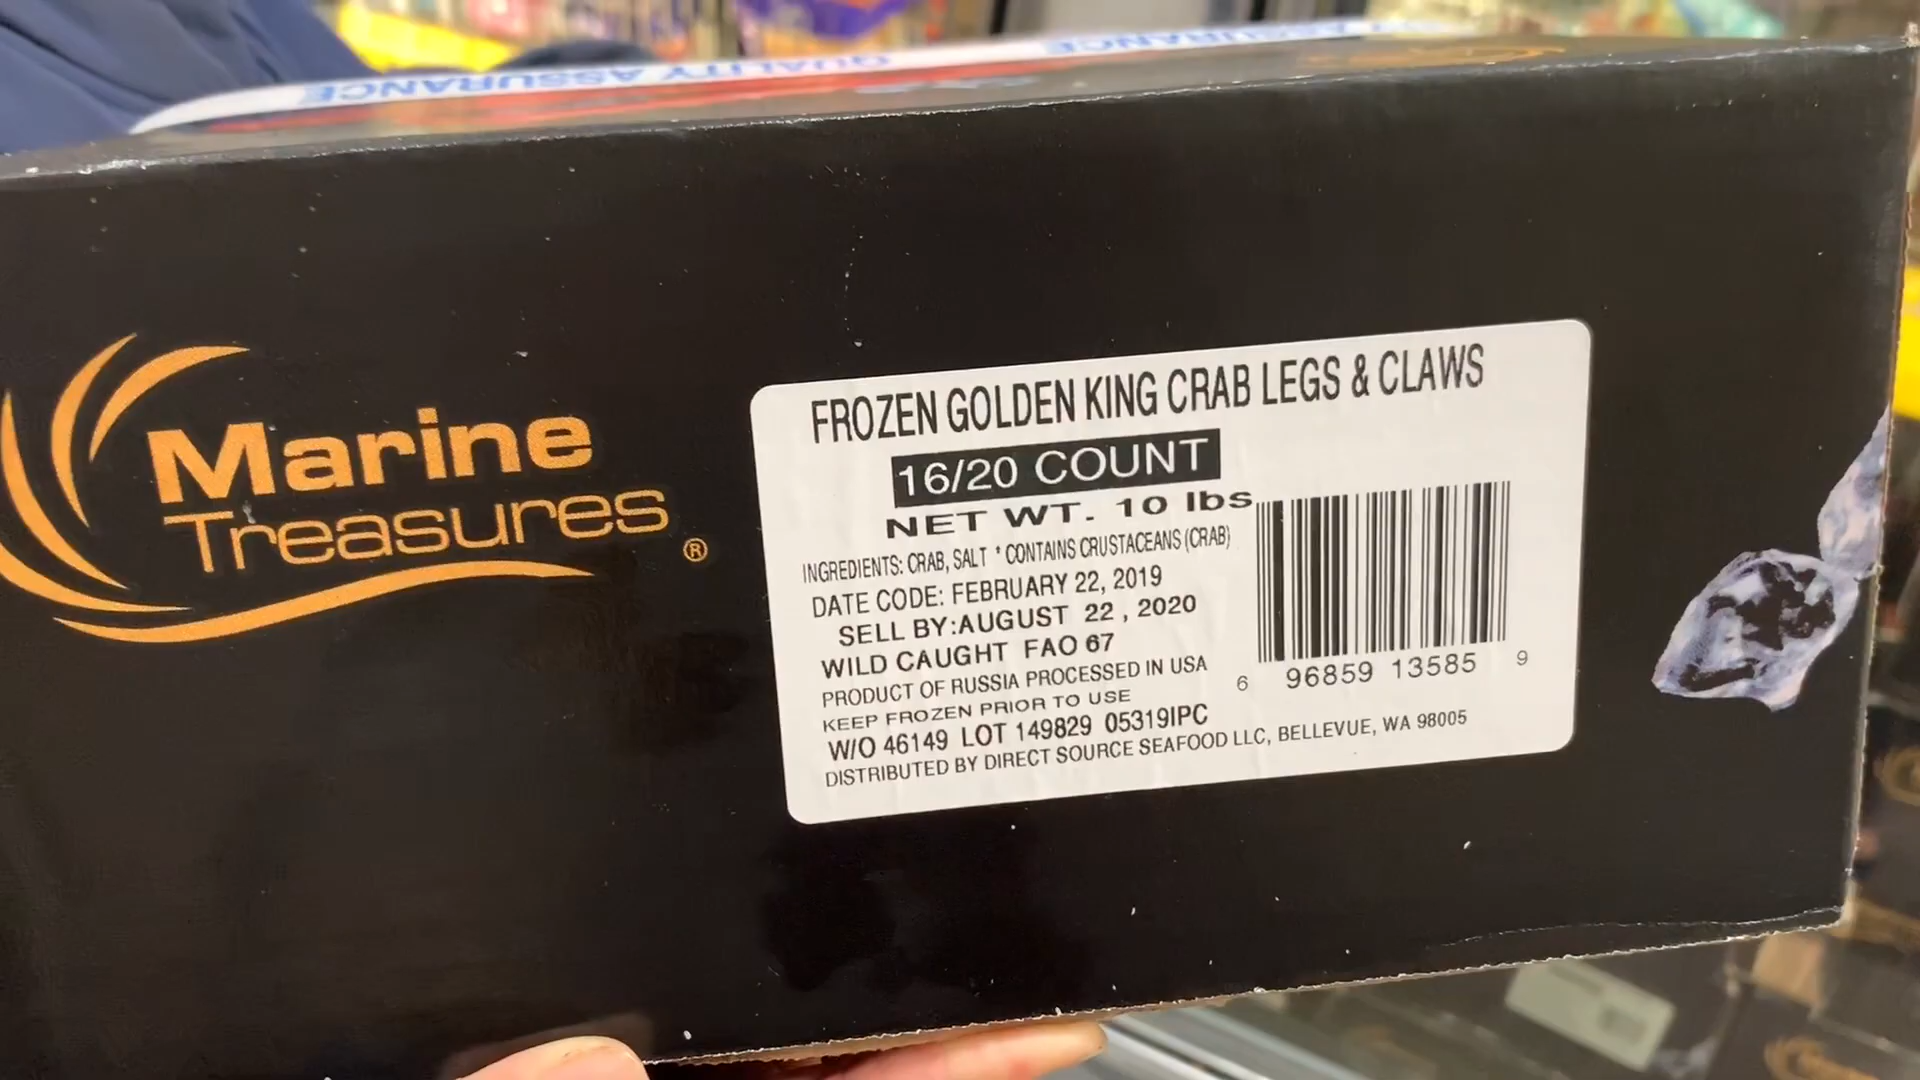 QUALITY ASSURANCE
Marine
Treasures®
FROZEN GOLDEN KING CRAB LEGS & CLAWS
16/20 COUNT
NET WT. 10 lbs
INGREDIENTS: CRAB, SALT * CONTAINS CRUSTACEANS (CRAB)
DATE CODE: FEBRUARY 22, 2019
SELL BY:AUGUST 22, 2020
WILD CAUGHT FAO 67
PRODUCT OF RUSSIA PROCESSED IN USA
KEEP FROZEN PRIOR TO USE
W/O 46149 LOT 149829 05319IPC
DISTRIBUTED BY DIRECT SOURCE SEAFOOD LLC, BELLEVUE, WA 98005
6 96859 13585 9